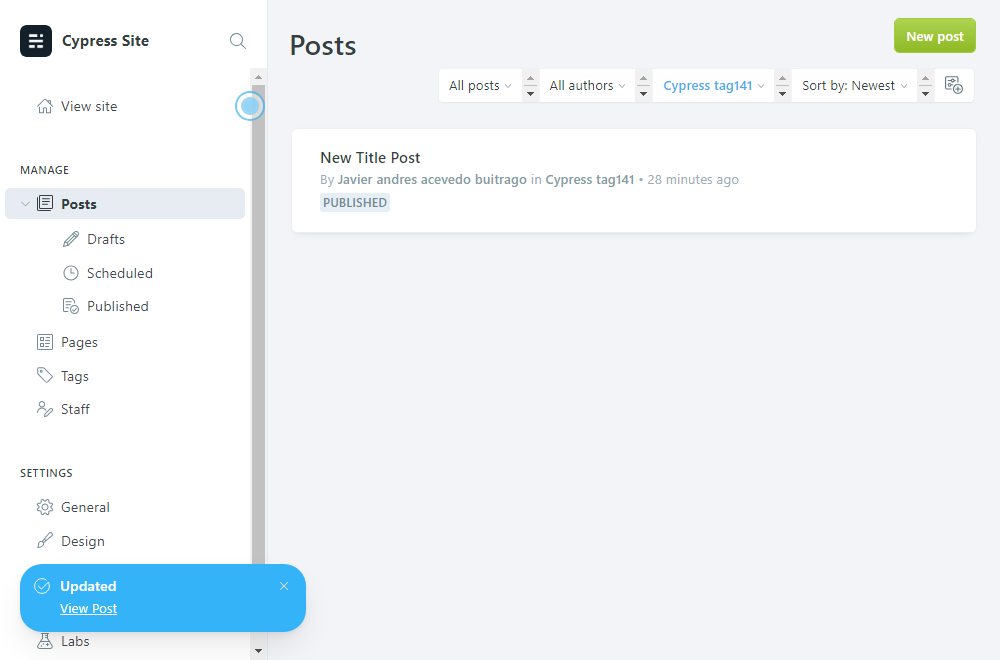 Cypress Site
View site
MANAGE
Posts
Drafts
Scheduled
Published
Pages
Tags
Staff
SETTINGS
General
Design
Updated
View Post
Labs
Posts
New post
All posts
All authors
Cypress tag141
Sort by: Newest
New Title Post
By Javier andres acevedo buitrago in Cypress tag141 • 28 minutes ago
PUBLISHED